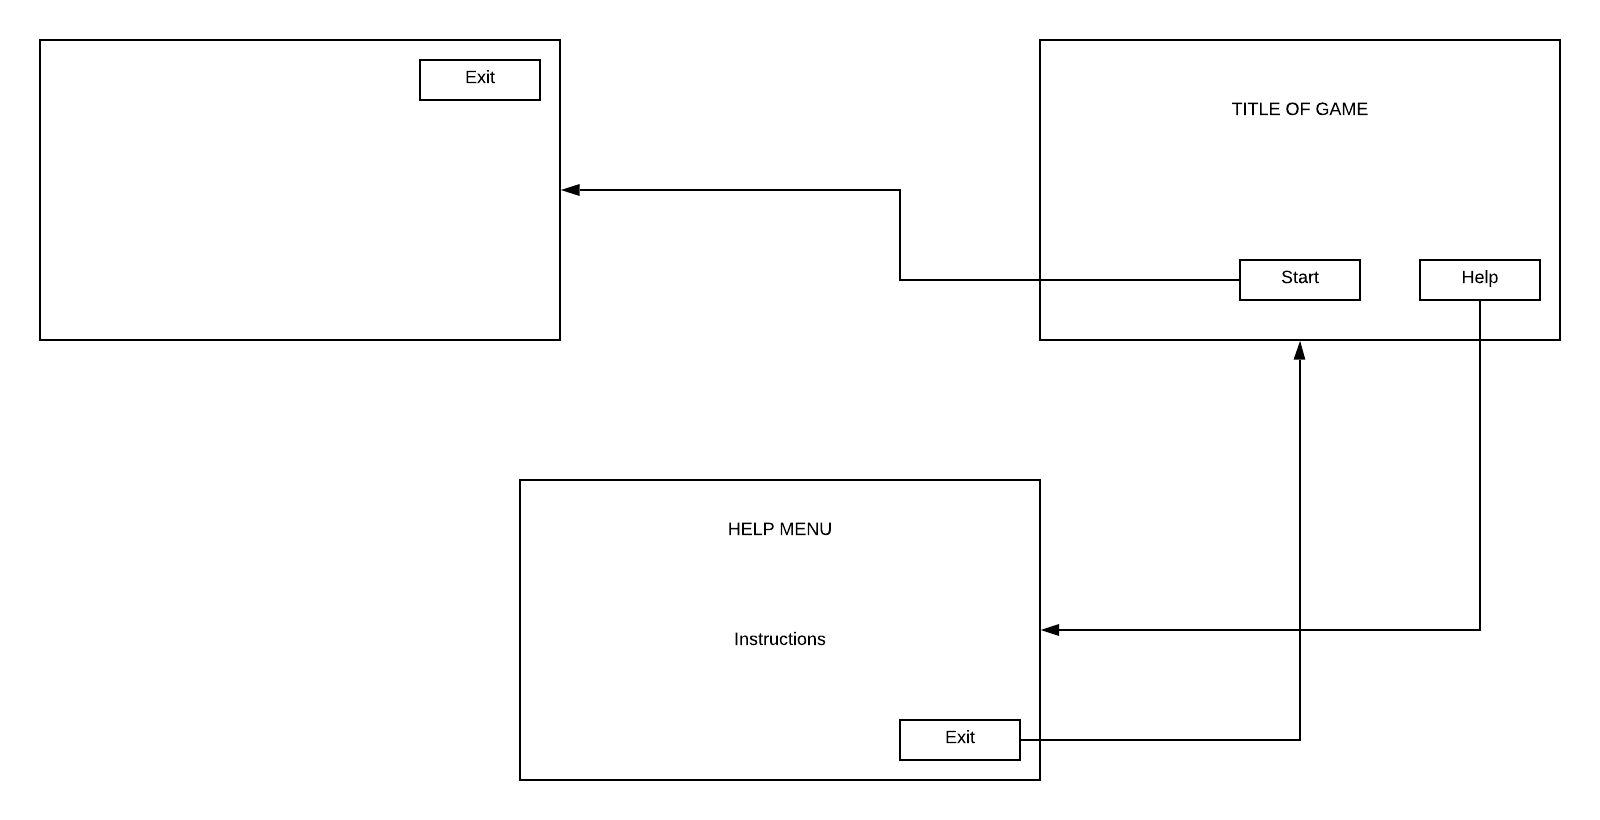 Exit
TITLE OF GAME
Start
Help
HELP MENU
Instructions
Exit